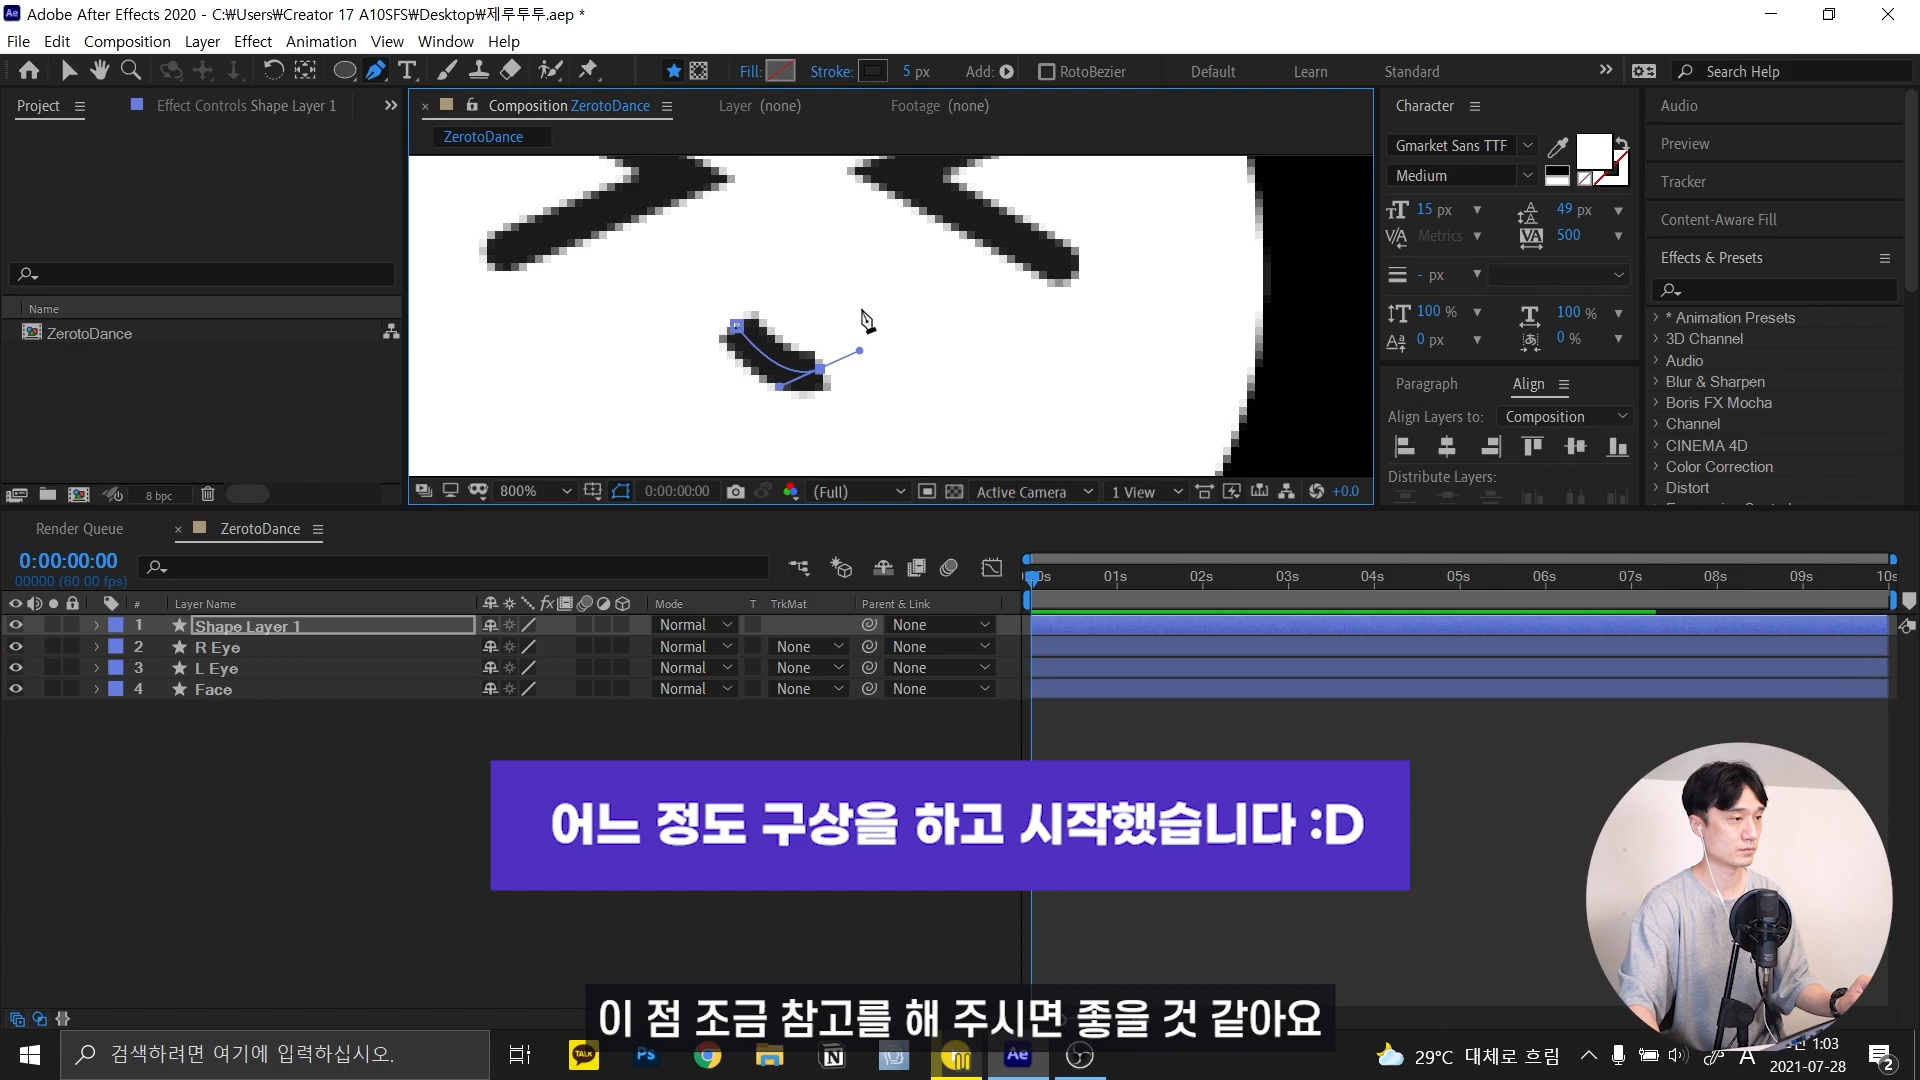 Adobe After Effects 2020 - C:₩Users₩Creator 17 A10SFS₩Desktop₩제루투투.aep *
File Edit Composition Layer Effect Animation View Window Help
Fill: Stroke: 5 px Add: RotoBezier Default Learn Standard Search Help
Project Effect Controls Shape Layer 1
Composition ZerotoDance Layer (none) Footage (none)
ZerotoDance
Name
ZerotoDance
8 bpc
800% 0:00:00:00 (Full) Active Camera 1 View +0.0
Character
Gmarket Sans TTF
Medium
15 px 49 px
Metrics 500
- px
100 % 100 %
0 px 0 %
Paragraph Align
Align Layers to: Composition
Distribute Layers:
Audio
Preview
Tracker
Content-Aware Fill
Effects & Presets
* Animation Presets
3D Channel
Audio
Blur & Sharpen
Boris FX Mocha
Channel
CINEMA 4D
Color Correction
Distort
Render Queue ZerotoDance
0:00:00:00
00000 (60.00 fps)
01s 02s 03s 04s 05s 06s 07s 08s 09s
# Layer Name Mode T TrkMat Parent & Link
1 Shape Layer 1 Normal None
2 R Eye Normal None None
3 L Eye Normal None None
4 Face Normal None None
어느 정도 구상을 하고 시작했습니다 :D
이 점 조금 참고를 해 주시면 좋을 것 같아요
검색하려면 여기에 입력하십시오.
TALK Ps N Ae
29°C 대체로 흐림 A 1:03
2021-07-28
2